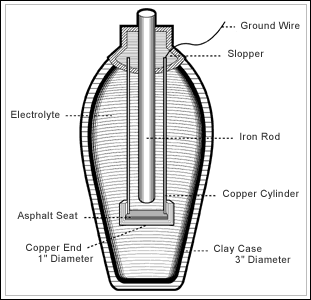 Ground Wire
Slopper
Electrolyte
Iron Rod
Copper Cylinder
Asphalt Seat
Copper End
1" Diameter
Clay Case
3" Diameter